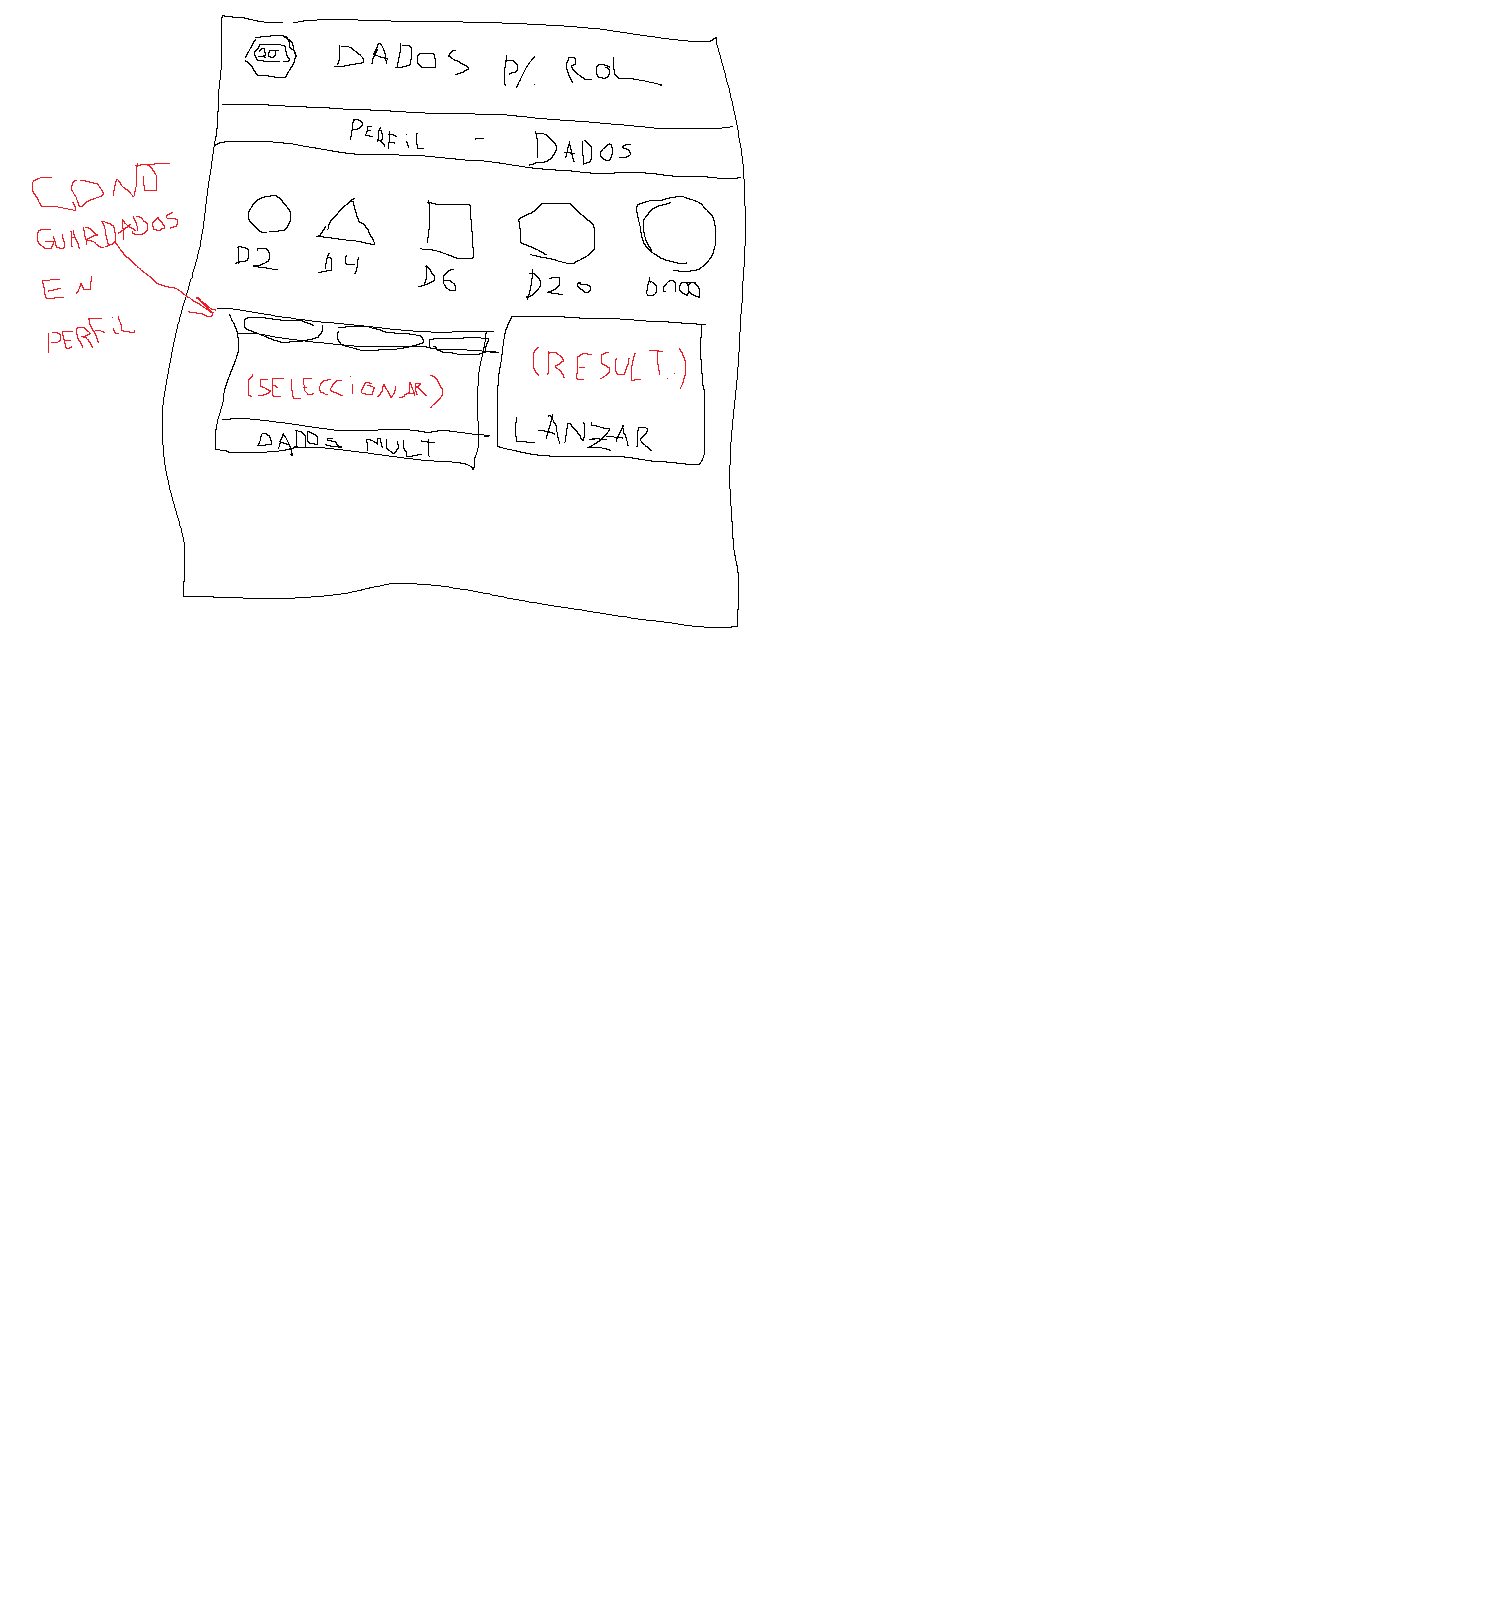 20
DADOS P/. ROL
PERFIL - DADOS
CONJ
GUARDADOS
EN
PERFIL
D2 D4 D6 D20 D100
(SELECCIONAR)
DADOS MULT
(RESULT.)
LANZAR